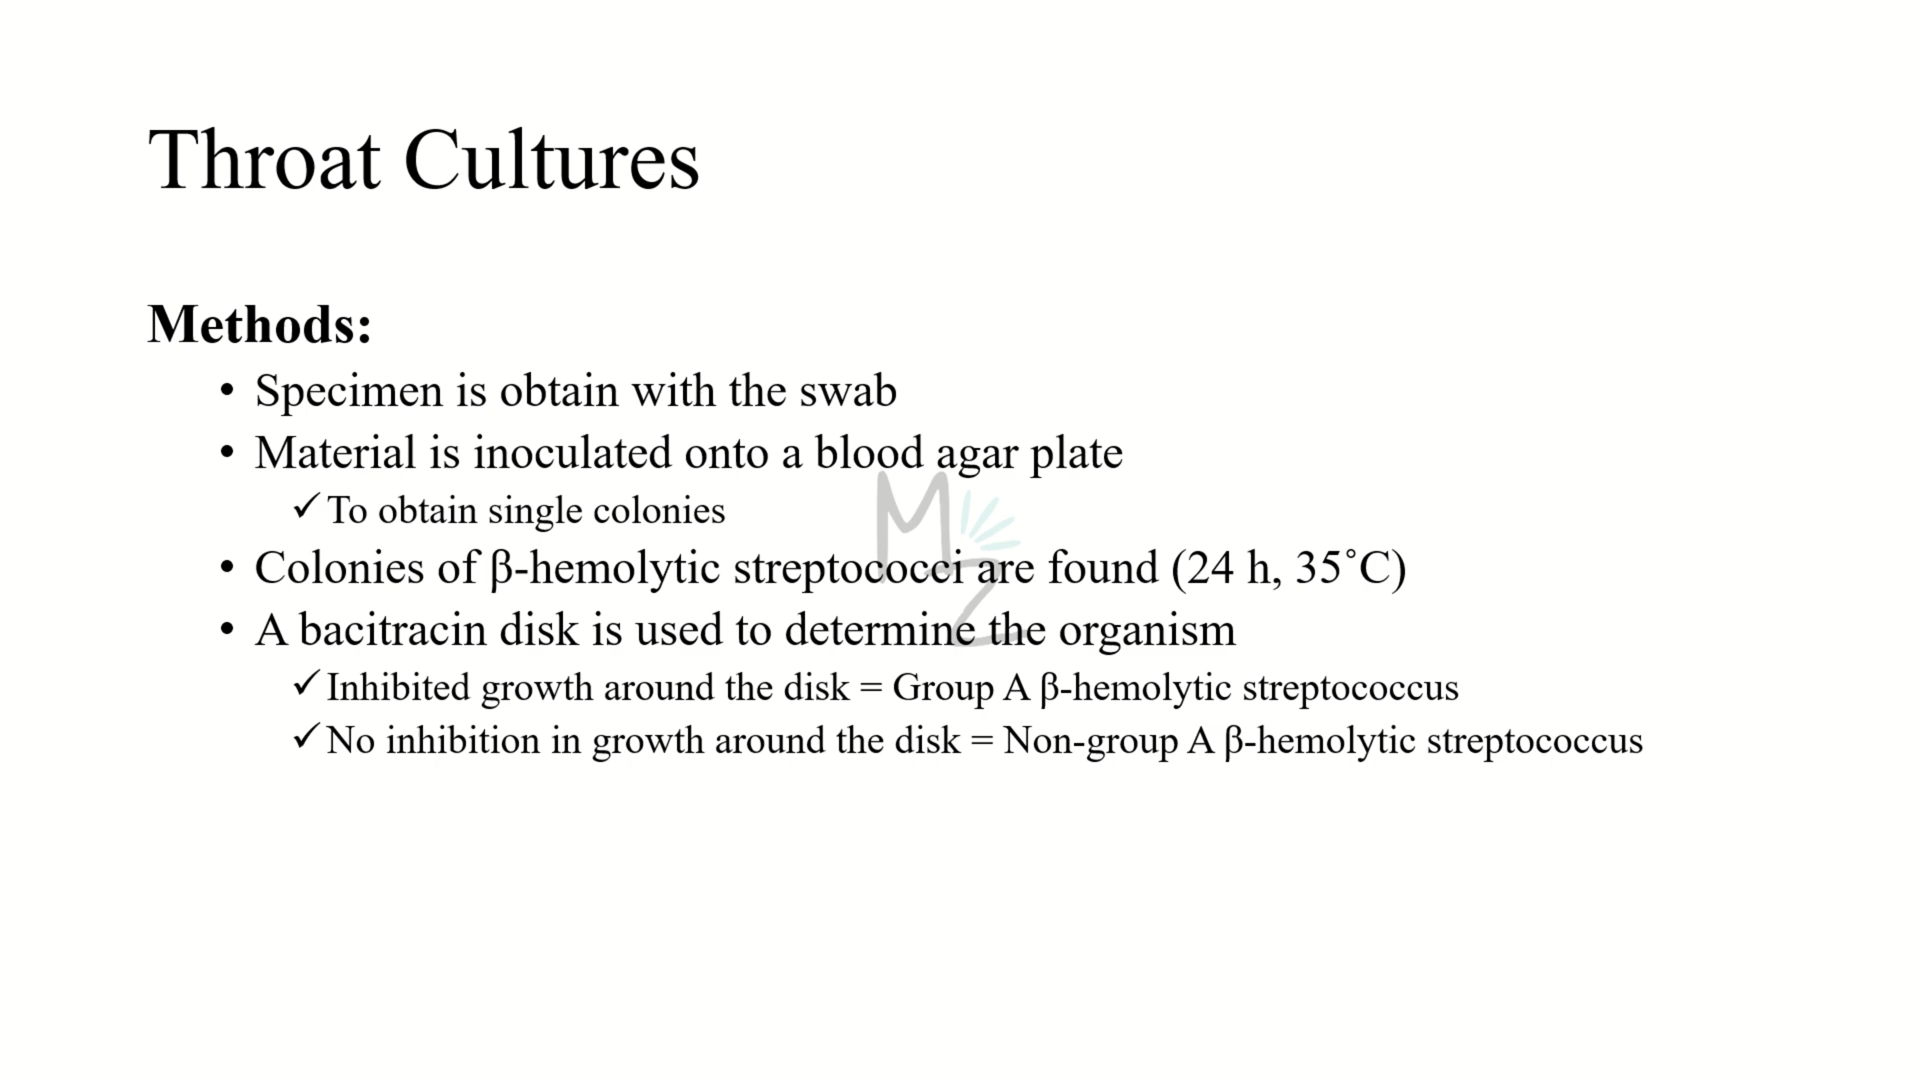 Throat Cultures
Methods:
• Specimen is obtain with the swab
• Material is inoculated onto a blood agar plate
✓ To obtain single colonies
• Colonies of β-hemolytic streptococci are found (24 h, 35˚C)
• A bacitracin disk is used to determine the organism
✓ Inhibited growth around the disk = Group A β-hemolytic streptococcus
✓ No inhibition in growth around the disk = Non-group A β-hemolytic streptococcus
MZ